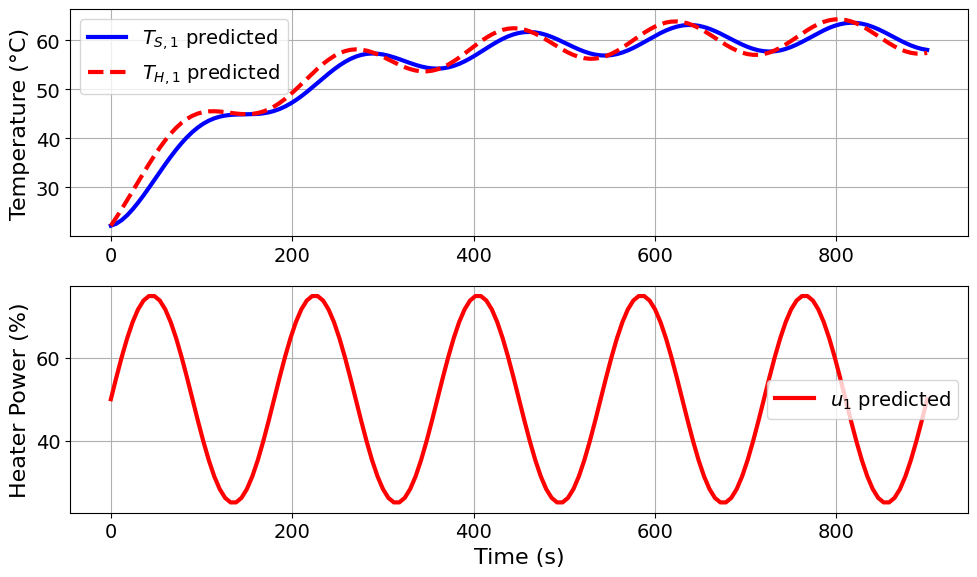 Temperature (°C)
60
50
40
30
T_{S,1} predicted
T_{H,1} predicted
0 200 400 600 800
Heater Power (%)
60
40
u_1 predicted
0 200 400 600 800
Time (s)